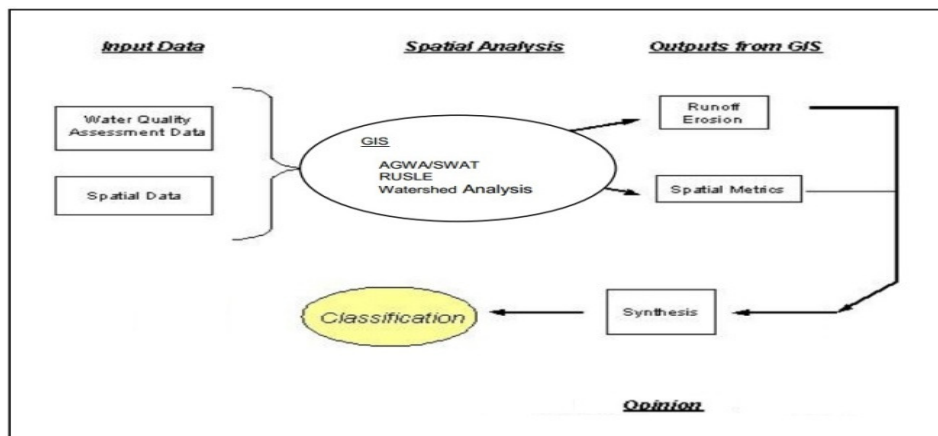 Input Data
Spatial Analysis
Outputs from GIS
Water Quality
Assessment Data
Spatial Data
GIS
AGWA/SWAT
RUSLE
Watershed Analysis
Runoff
Erosion
Spatial Metrics
Classification
Synthesis
Opinion